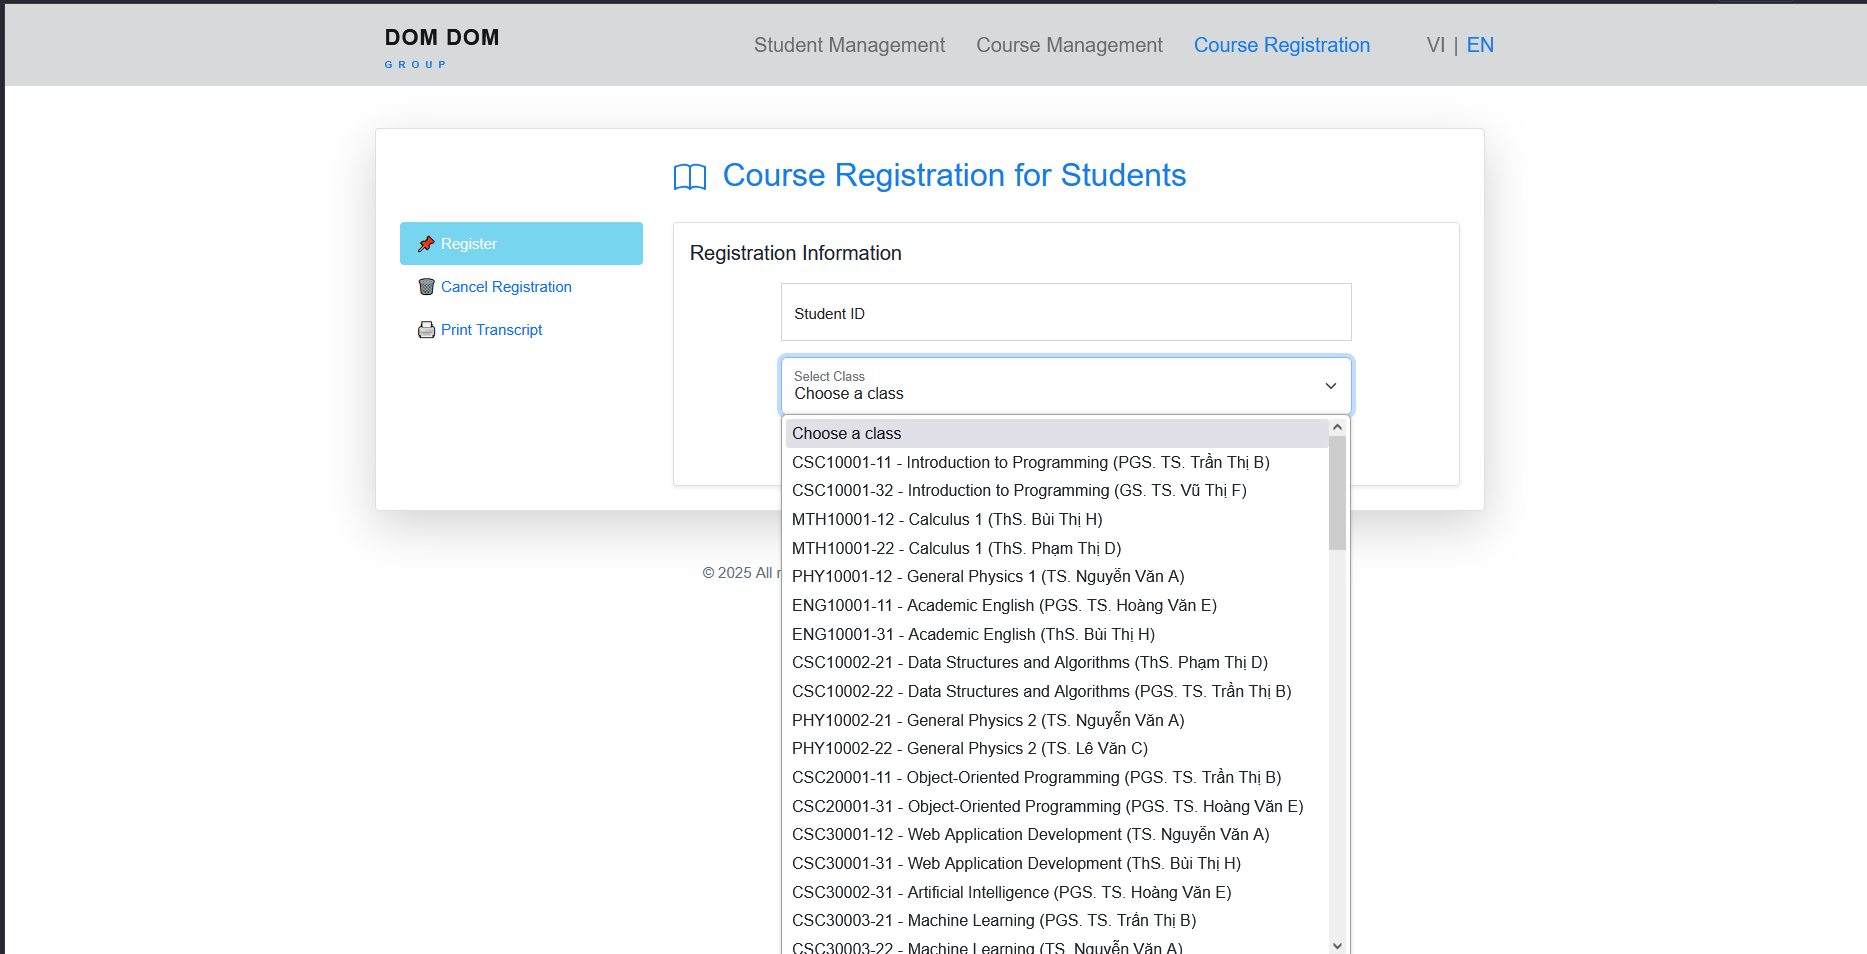 DOM DOM
GROUP
Student Management
Course Management
Course Registration
VI | EN
Course Registration for Students
Register
Cancel Registration
Print Transcript
Registration Information
Student ID
Select Class
Choose a class
Choose a class
CSC10001-11 - Introduction to Programming (PGS. TS. Trần Thị B)
CSC10001-32 - Introduction to Programming (GS. TS. Vũ Thị F)
MTH10001-12 - Calculus 1 (ThS. Bùi Thị H)
MTH10001-22 - Calculus 1 (ThS. Phạm Thị D)
PHY10001-12 - General Physics 1 (TS. Nguyễn Văn A)
ENG10001-11 - Academic English (PGS. TS. Hoàng Văn E)
ENG10001-31 - Academic English (ThS. Bùi Thị H)
CSC10002-21 - Data Structures and Algorithms (ThS. Phạm Thị D)
CSC10002-22 - Data Structures and Algorithms (PGS. TS. Trần Thị B)
PHY10002-21 - General Physics 2 (TS. Nguyễn Văn A)
PHY10002-22 - General Physics 2 (TS. Lê Văn C)
CSC20001-11 - Object-Oriented Programming (PGS. TS. Trần Thị B)
CSC20001-31 - Object-Oriented Programming (PGS. TS. Hoàng Văn E)
CSC30001-12 - Web Application Development (TS. Nguyễn Văn A)
CSC30001-31 - Web Application Development (ThS. Bùi Thị H)
CSC30002-31 - Artificial Intelligence (PGS. TS. Hoàng Văn E)
CSC30003-21 - Machine Learning (PGS. TS. Trần Thị B)
CSC30003-22 - Machine Learning (TS. Nguyễn Văn A)
© 2025 All